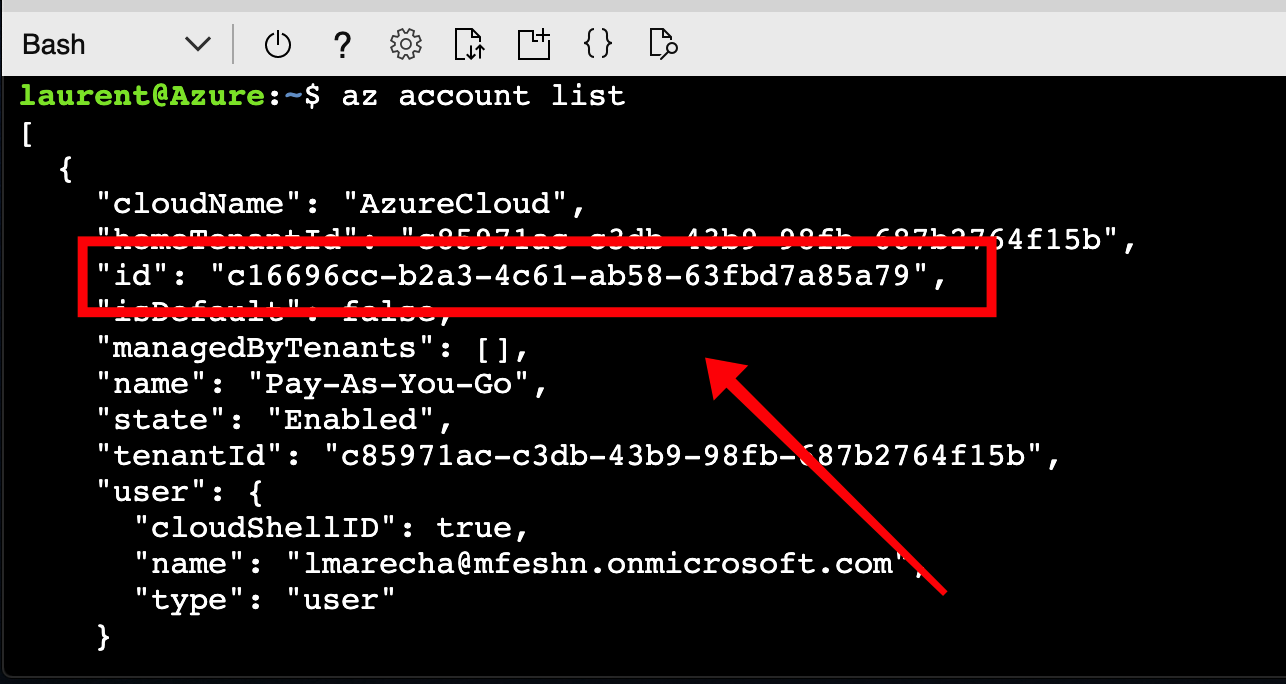 Bash
laurent@Azure:~$ az account list
[
{
"cloudName": "AzureCloud",
"homeTenantId": "c85971ac-c3db-43b9-98fb-687b2764f15b",
"id": "c16696cc-b2a3-4c61-ab58-63fbd7a85a79",
"isDefault": false,
"managedByTenants": [],
"name": "Pay-As-You-Go",
"state": "Enabled",
"tenantId": "c85971ac-c3db-43b9-98fb-687b2764f15b",
"user": {
"cloudShellID": true,
"name": "lmarecha@mfeshn.onmicrosoft.com",
"type": "user"
}